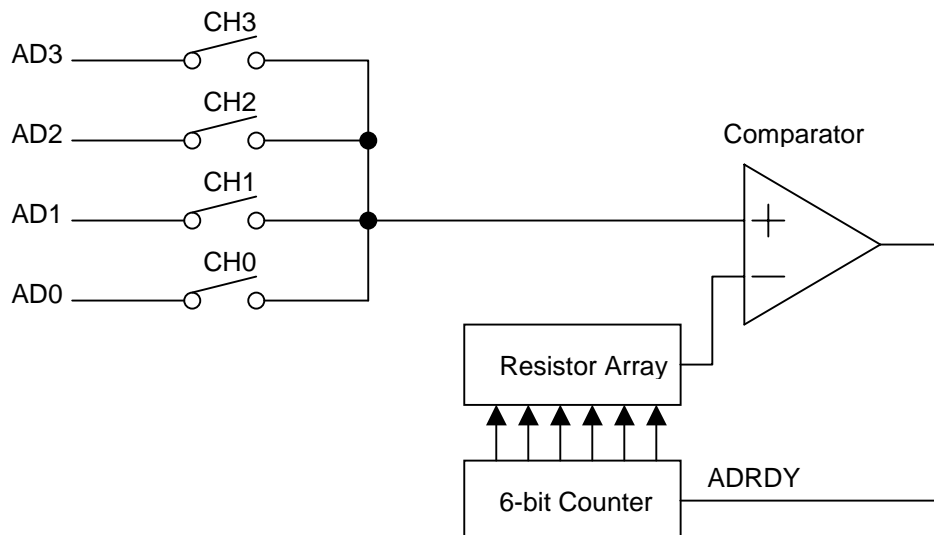 CH3
AD3
CH2
AD2
Comparator
CH1
AD1
CH0
AD0
Resistor Array
ADRDY
6-bit Counter